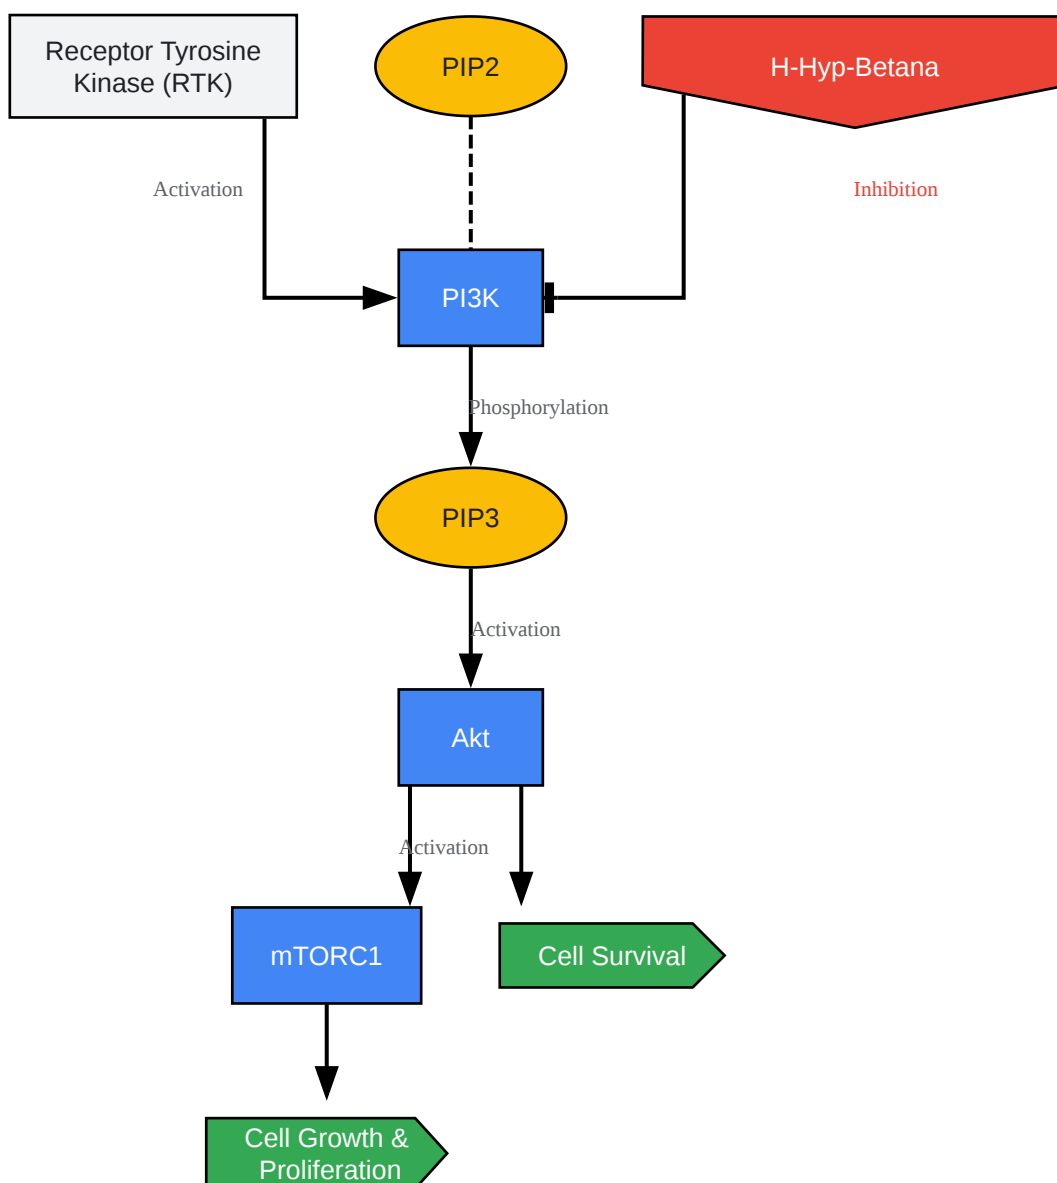 Receptor Tyrosine
Kinase (RTK)
PIP2
H-Hyp-Betana
Activation
Inhibition
PI3K
Phosphorylation
PIP3
Activation
Akt
Activation
mTORC1
Cell Survival
Cell Growth &
Proliferation